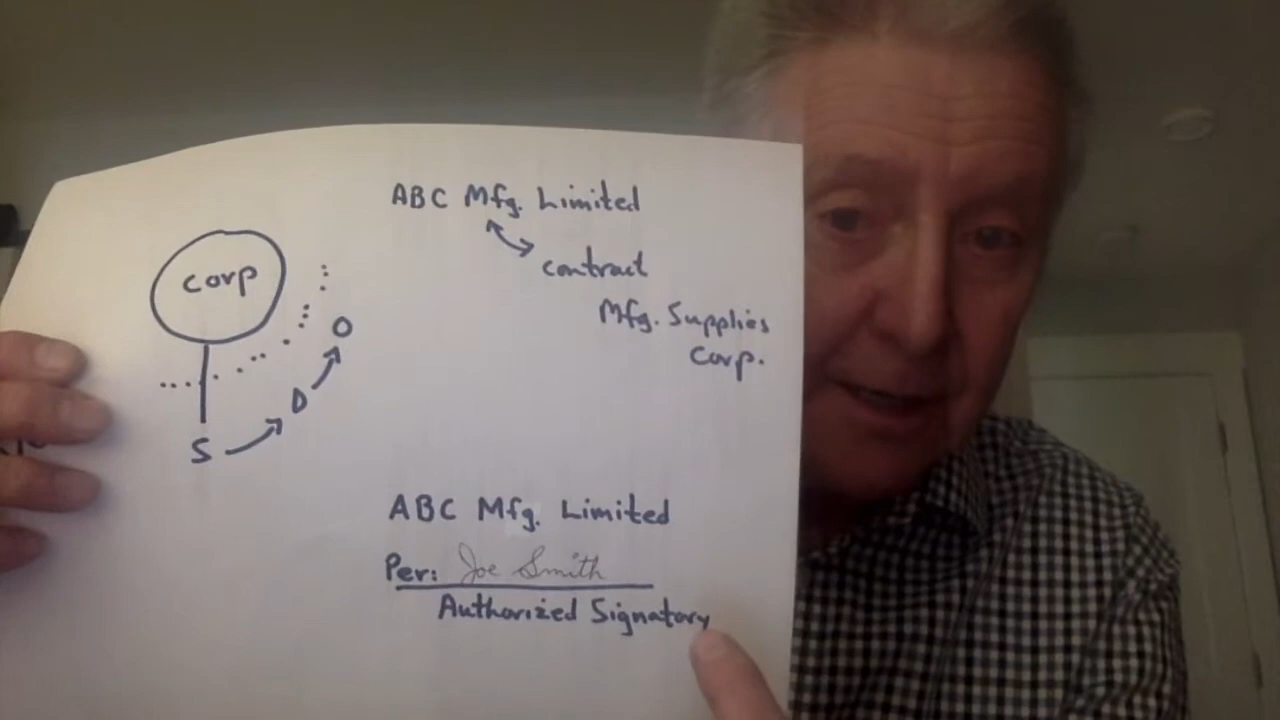 ABC Mfg. Limited
contract
Mfg. Supplies
Corp.
corp
O
D
S
ABC Mfg. Limited
Per: Joe Smith
Authorized Signatory